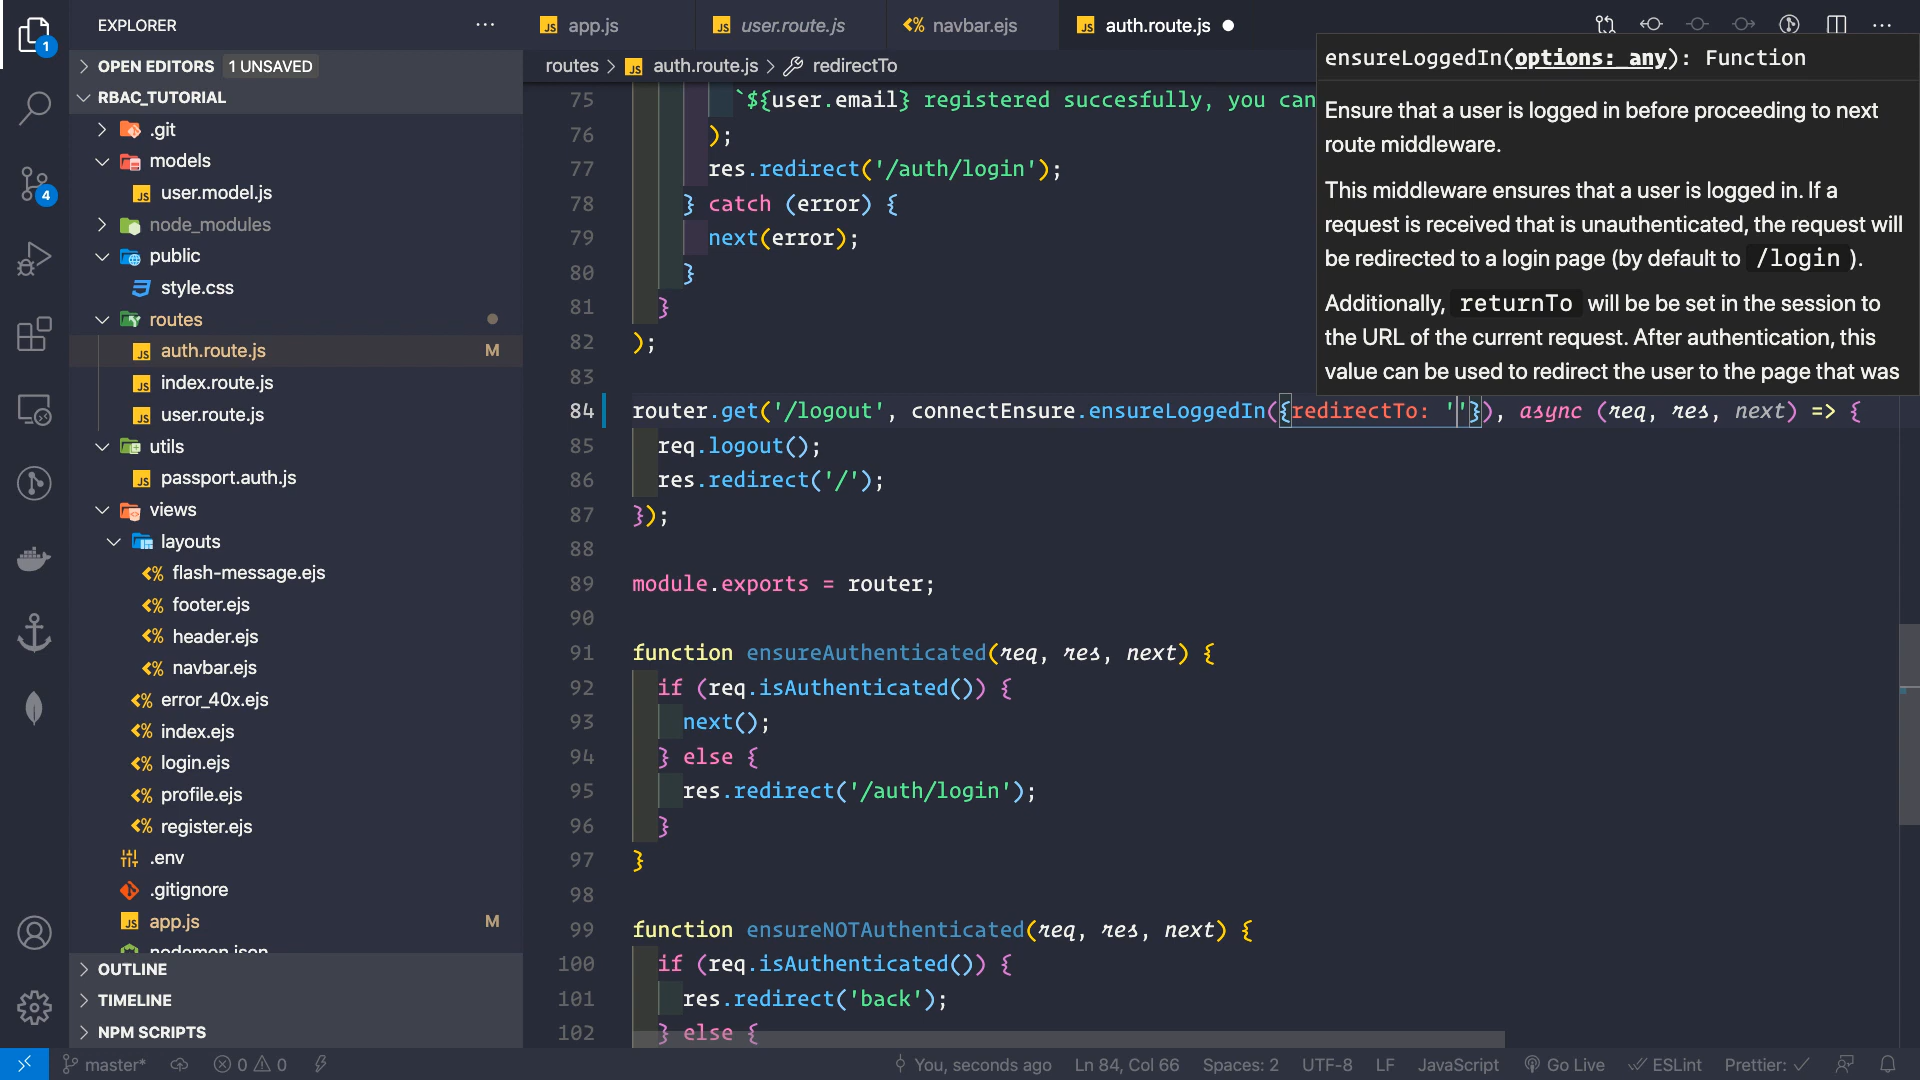 EXPLORER
OPEN EDITORS 1 UNSAVED
RBAC_TUTORIAL
.git
models
user.model.js
node_modules
public
style.css
routes
auth.route.js M
index.route.js
user.route.js
utils
passport.auth.js
views
layouts
flash-message.ejs
footer.ejs
header.ejs
navbar.ejs
error_40x.ejs
index.ejs
login.ejs
profile.ejs
register.ejs
.env
.gitignore
app.js M
nodemon.json
OUTLINE
TIMELINE
NPM SCRIPTS
1
4
app.js
user.route.js
navbar.ejs
auth.route.js
routes > auth.route.js > redirectTo
75 `${user.email} registered succesfully, you can
76 );
77 res.redirect('/auth/login');
78 } catch (error) {
79 next(error);
80 }
81 }
82 );
83
84 router.get('/logout', connectEnsure.ensureLoggedIn({redirectTo: ''}), async (req, res, next) => {
85 req.logout();
86 res.redirect('/');
87 });
88
89 module.exports = router;
90
91 function ensureAuthenticated(req, res, next) {
92 if (req.isAuthenticated()) {
93 next();
94 } else {
95 res.redirect('/auth/login');
96 }
97 }
98
99 function ensureNOTAuthenticated(req, res, next) {
100 if (req.isAuthenticated()) {
101 res.redirect('back');
102 } else {
ensureLoggedIn(options: any): Function
Ensure that a user is logged in before proceeding to next
route middleware.
This middleware ensures that a user is logged in. If a
request is received that is unauthenticated, the request will
be redirected to a login page (by default to /login ).
Additionally, returnTo will be be set in the session to
the URL of the current request. After authentication, this
value can be used to redirect the user to the page that was
master* 0 0 You, seconds ago Ln 84, Col 66 Spaces: 2 UTF-8 LF JavaScript Go Live ESLint Prettier: ✓